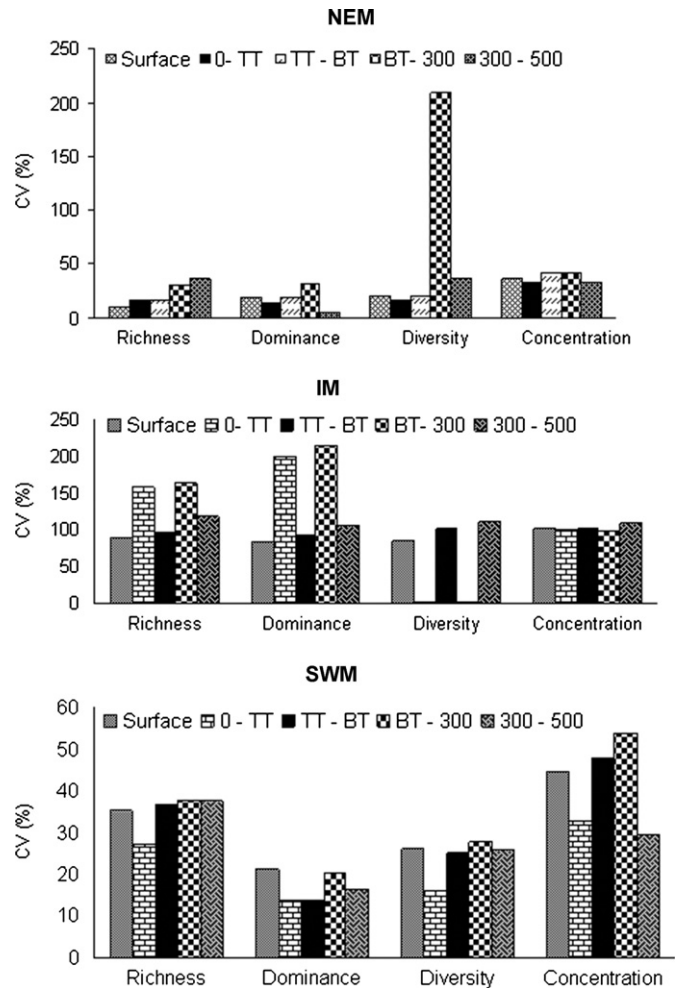 NEM
250
Surface 0- TT TT - BT BT- 300 300 - 500
200
150
100
50
0
CV (%)
Richness Dominance Diversity Concentration
IM
250
Surface 0- TT TT - BT BT- 300 300 - 500
200
150
100
50
0
CV (%)
Richness Dominance Diversity Concentration
SWM
60
Surface 0 - TT TT - BT BT - 300 300 - 500
50
40
30
20
10
0
CV (%)
Richness Dominance Diversity Concentration